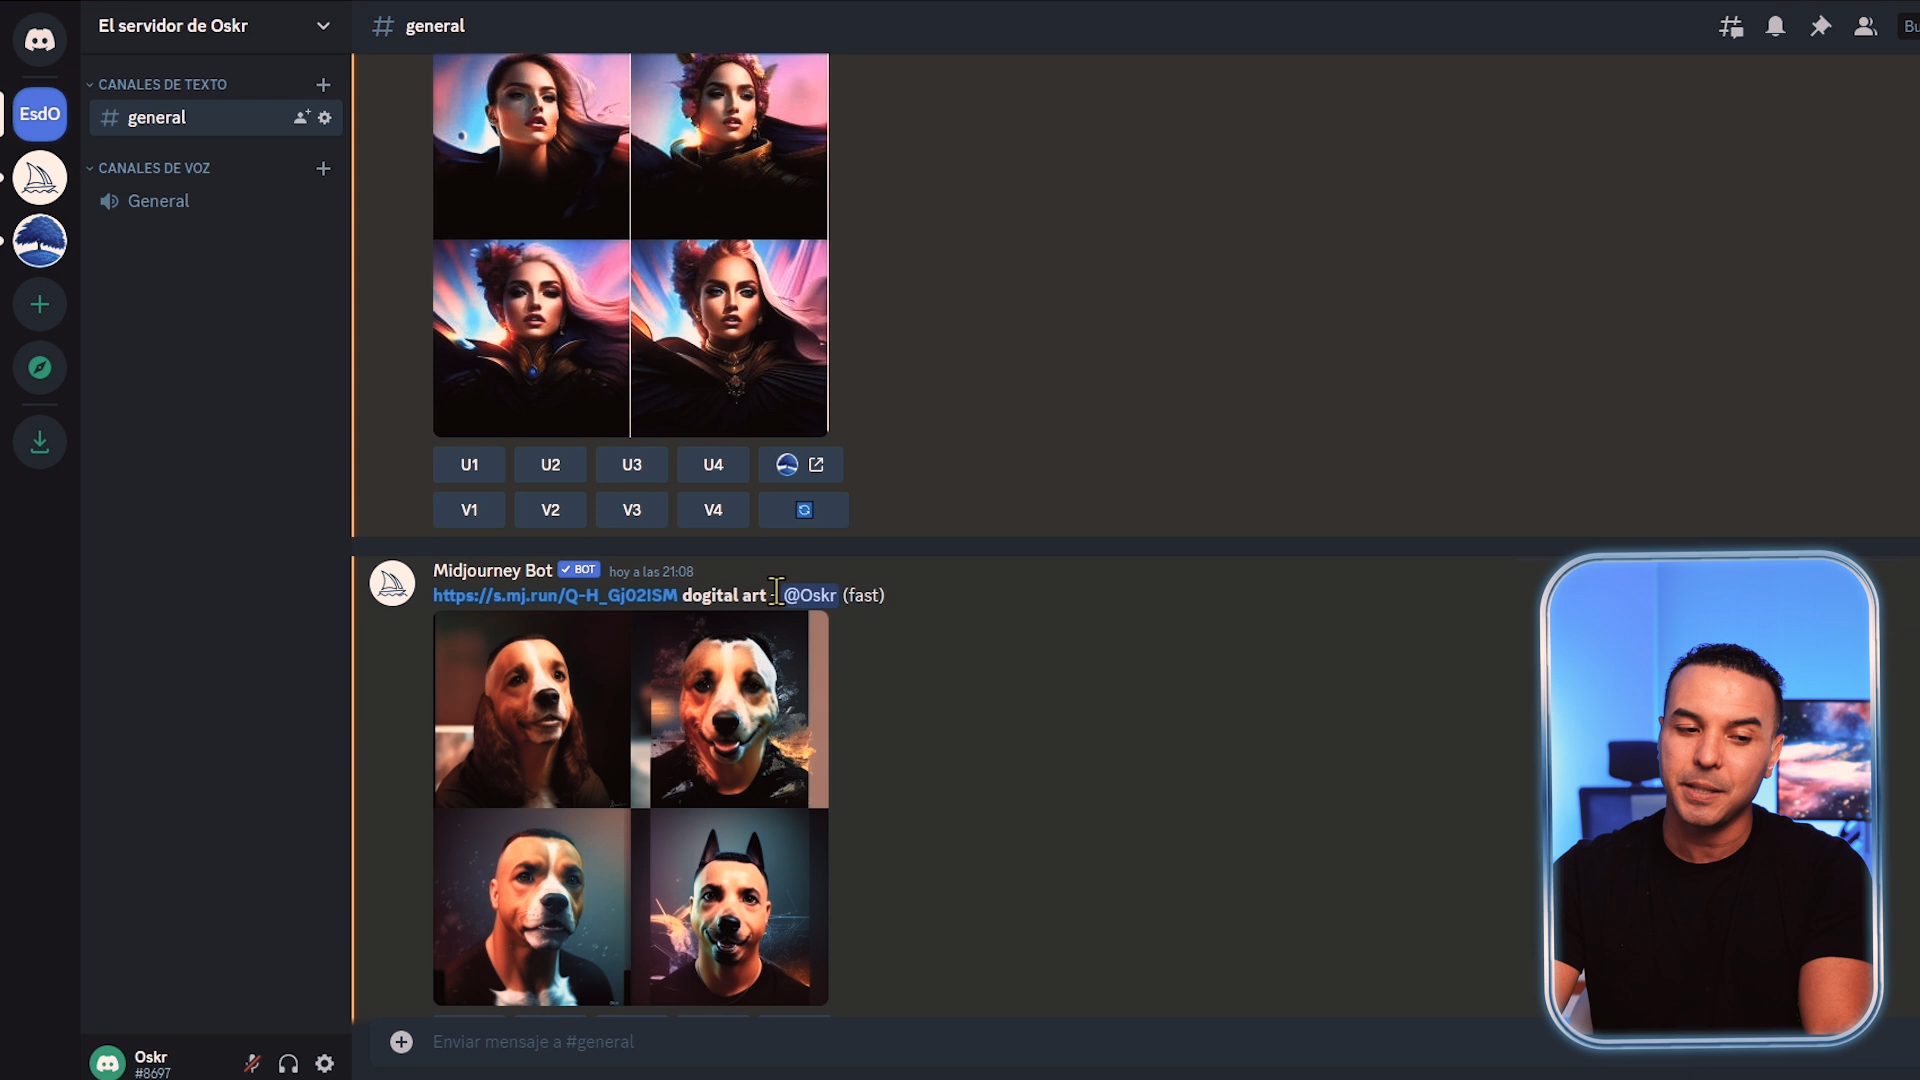 El servidor de Oskr
# general
Bu
CANALES DE TEXTO
EsdO
# general
CANALES DE VOZ
General
U1 U2 U3 U4
V1 V2 V3 V4
Midjourney Bot BOT hoy a las 21:08
https://s.mj.run/Q-H_Gj02ISM dogital art - @Oskr (fast)
Enviar mensaje a #general
Oskr
#8697